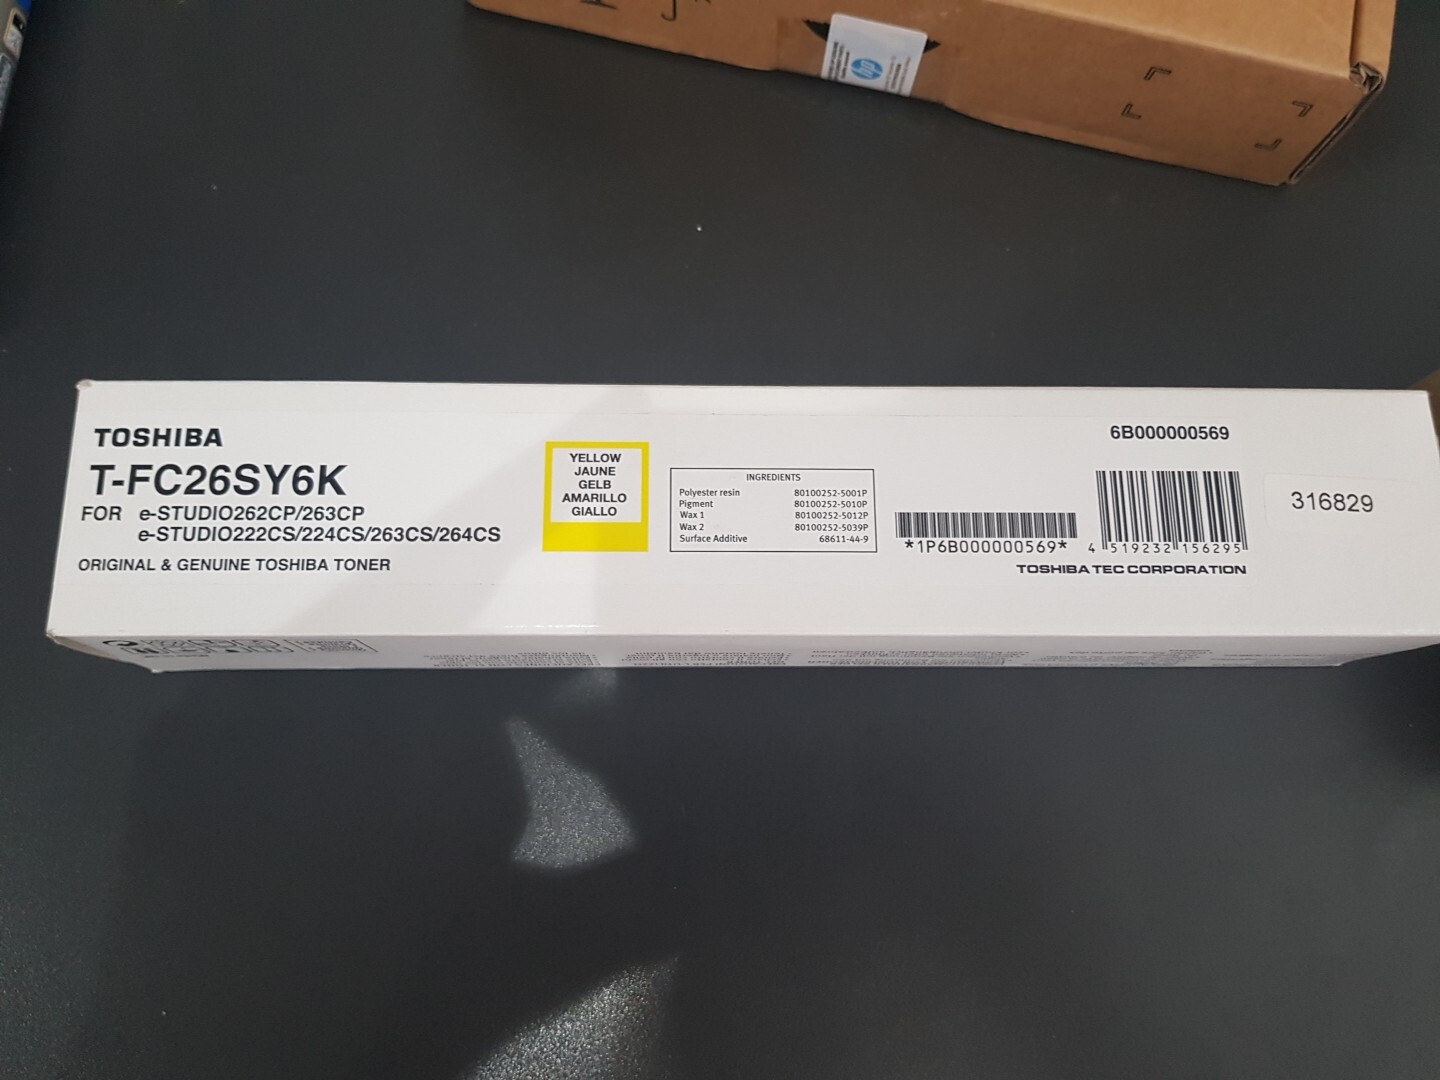 hp
TOSHIBA
T-FC26SY6K
FOR e-STUDIO262CP/263CP
e-STUDIO222CS/224CS/263CS/264CS
ORIGINAL & GENUINE TOSHIBA TONER
YELLOW
JAUNE
GELB
AMARILLO
GIALLO
INGREDIENTS
Polyester resin 80100252-5001P
Pigment 80100252-5010P
Wax 1 80100252-5012P
Wax 2 80100252-5039P
Surface Additive 68611-44-9
6B000000569
*1P6B000000569*
4 519232 156295
TOSHIBA TEC CORPORATION
316829